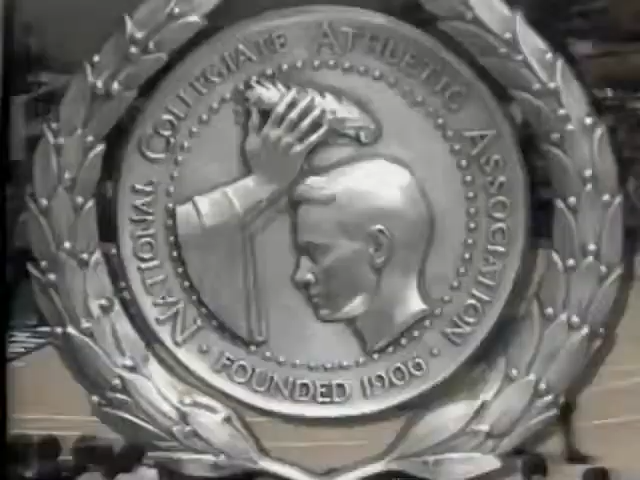 NATIONAL COLLEGIATE ATHLETIC ASSOCIATION
· FOUNDED 1906 ·